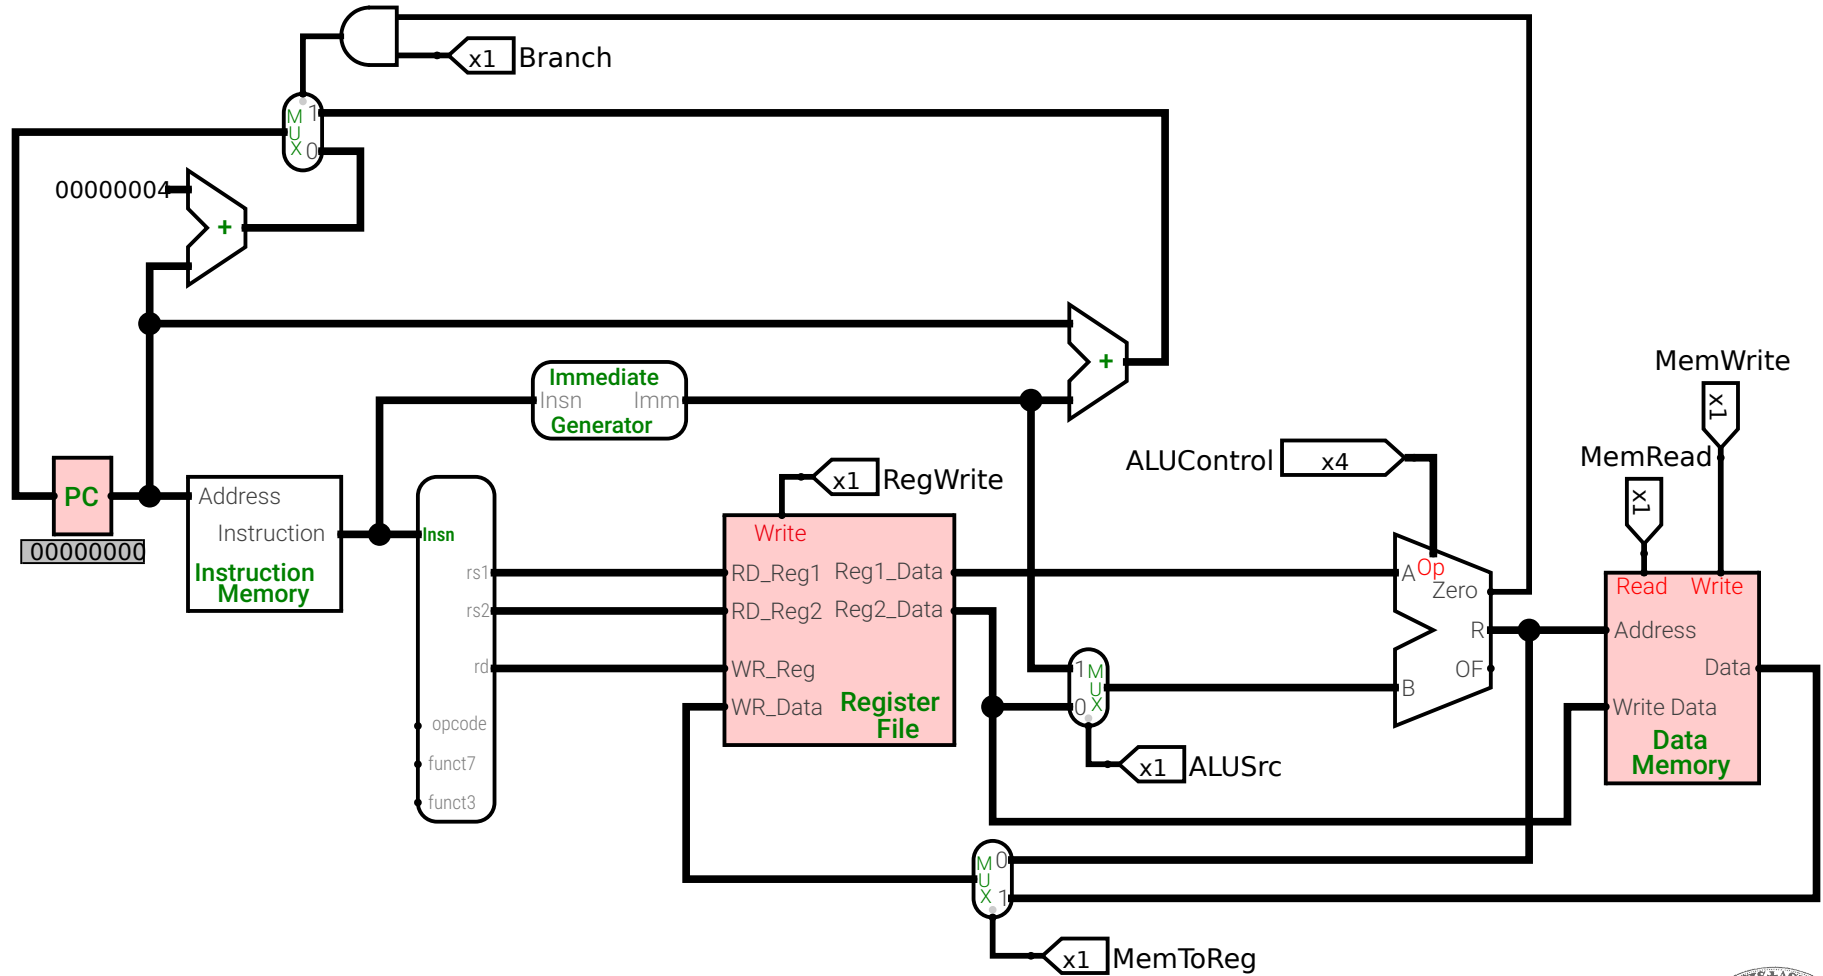 x1 Branch
MUX 1 0
00000004
+
+
Immediate
Insn Imm
Generator
MemWrite
x1
MemRead
x1
ALUControl x4
x1 RegWrite
PC
00000000
Address
Instruction
Instruction
Memory
Insn
rs1
rs2
rd
opcode
funct7
funct3
Write
RD_Reg1 Reg1_Data
RD_Reg2 Reg2_Data
WR_Reg
WR_Data
Register
File
1 0 MUX
x1 ALUSrc
A Op
Zero
R
OF
B
Read Write
Address
Data
Write Data
Data
Memory
MUX 0 1
x1 MemToReg